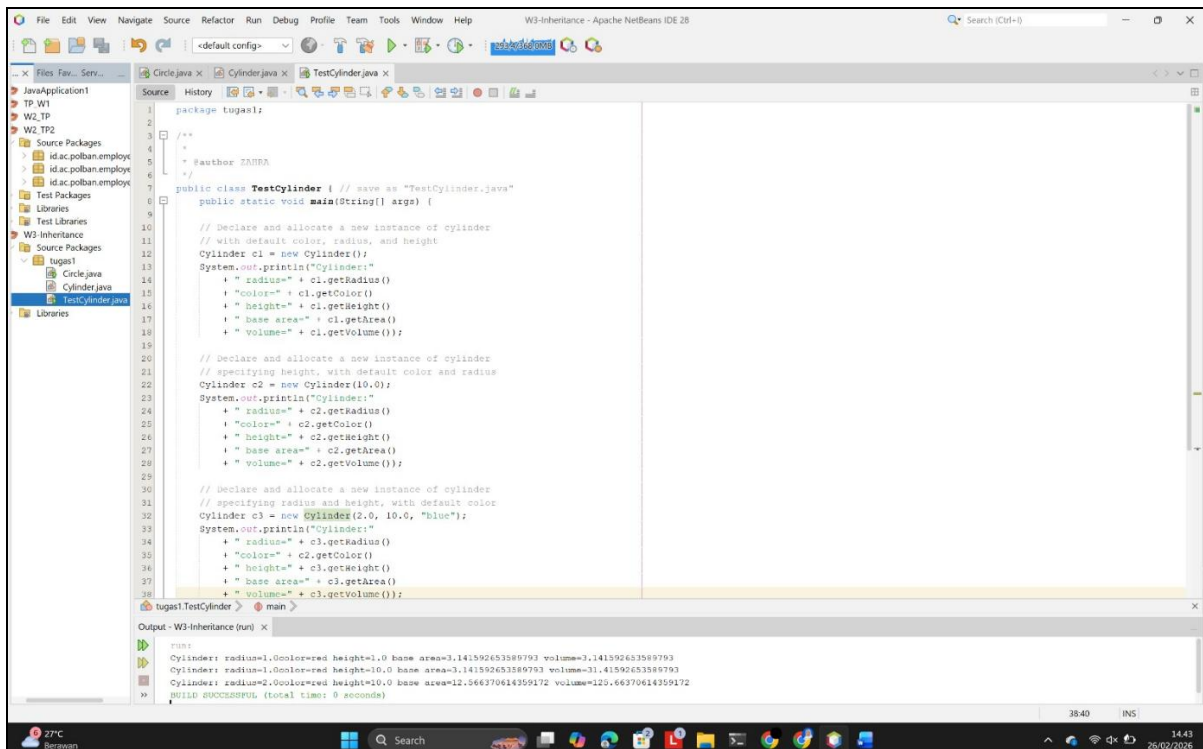 File Edit View Navigate Source Refactor Run Debug Profile Team Tools Window Help W3-Inheritance - Apache NetBeans IDE 28 Search (Ctrl+I)
<default config>
Files Fav... Serv...
Circle.java Cylinder.java TestCylinder.java
Source History
JavaApplication1
TP_W1
W2_TP
W2_TP2
Source Packages
id.ac.polban.employe
id.ac.polban.employe
id.ac.polban.employe
Test Packages
Libraries
Test Libraries
W3-Inheritance
Source Packages
tugas1
Circle.java
Cylinder.java
TestCylinder.java
Libraries
1 package tugas1;
2
3 /**
4 *
5 * @author ZAHRA
6 */
7 public class TestCylinder { // save as "TestCylinder.java"
8 public static void main(String[] args) {
9
10 // Declare and allocate a new instance of cylinder
11 // with default color, radius, and height
12 Cylinder c1 = new Cylinder();
13 System.out.println("Cylinder:"
14 + " radius=" + c1.getRadius()
15 + "color=" + c1.getColor()
16 + " height=" + c1.getHeight()
17 + " base area=" + c1.getArea()
18 + " volume=" + c1.getVolume());
19
20 // Declare and allocate a new instance of cylinder
21 // specifying height, with default color and radius
22 Cylinder c2 = new Cylinder(10.0);
23 System.out.println("Cylinder:"
24 + " radius=" + c2.getRadius()
25 + "color=" + c2.getColor()
26 + " height=" + c2.getHeight()
27 + " base area=" + c2.getArea()
28 + " volume=" + c2.getVolume());
29
30 // Declare and allocate a new instance of cylinder
31 // specifying radius and height, with default color
32 Cylinder c3 = new Cylinder(2.0, 10.0, "blue");
33 System.out.println("Cylinder:"
34 + " radius=" + c3.getRadius()
35 + "color=" + c2.getColor()
36 + " height=" + c3.getHeight()
37 + " base area=" + c3.getArea()
38 + " volume=" + c3.getVolume());
tugas1.TestCylinder main
Output - W3-Inheritance (run)
run:
Cylinder: radius=1.0color=red height=1.0 base area=3.141592653589793 volume=3.141592653589793
Cylinder: radius=1.0color=red height=10.0 base area=3.141592653589793 volume=31.41592653589793
Cylinder: radius=2.0color=red height=10.0 base area=12.566370614359172 volume=125.66370614359172
BUILD SUCCESSFUL (total time: 0 seconds)
38:40 INS
6 27°C
Berawan
Search
14.43
26/02/2026